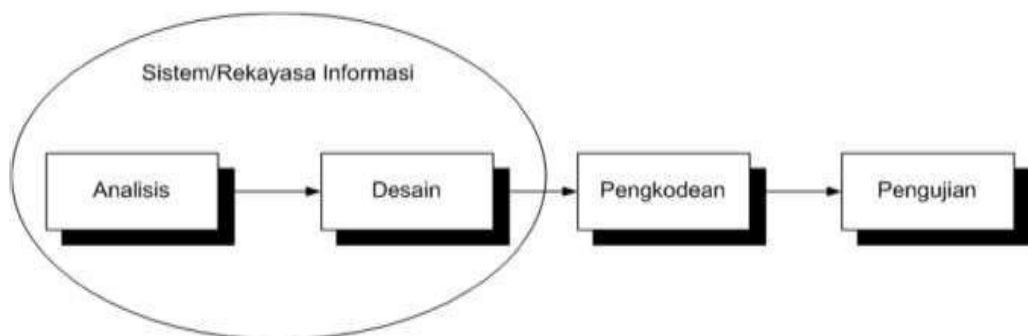 Sistem/Rekayasa Informasi
Analisis
Desain
Pengkodean
Pengujian